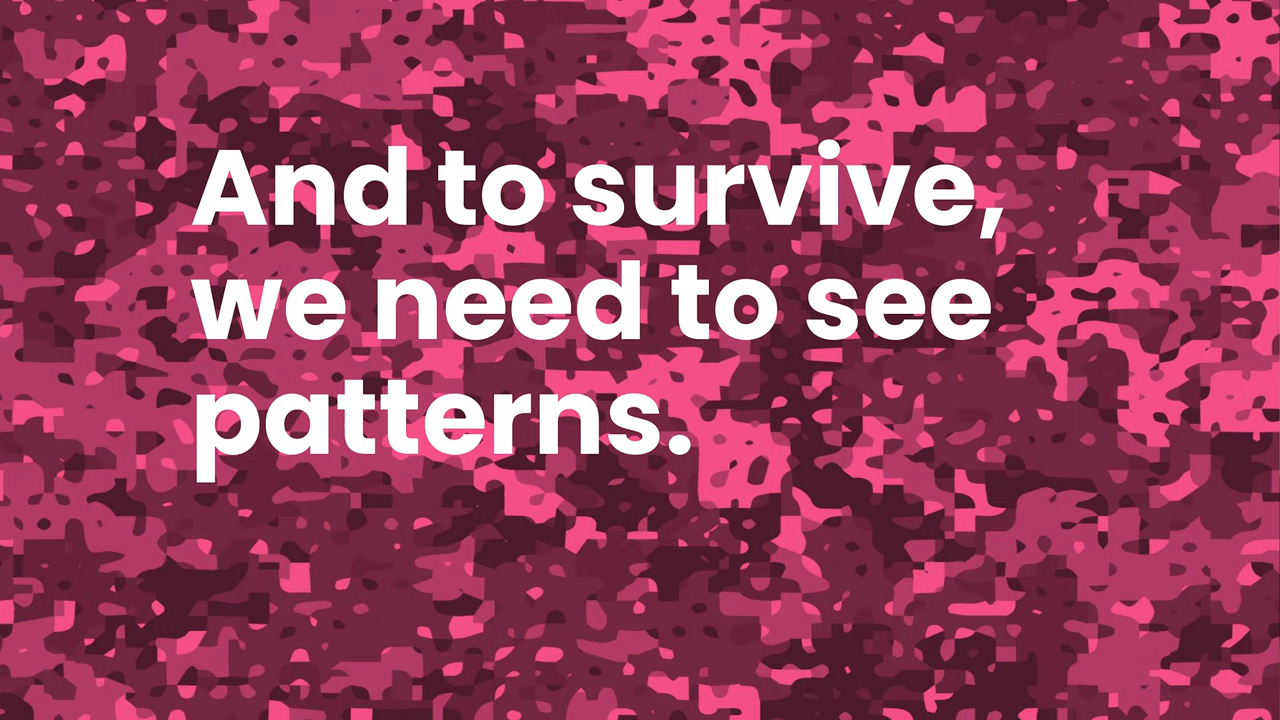 And to survive,
we need to see
patterns.